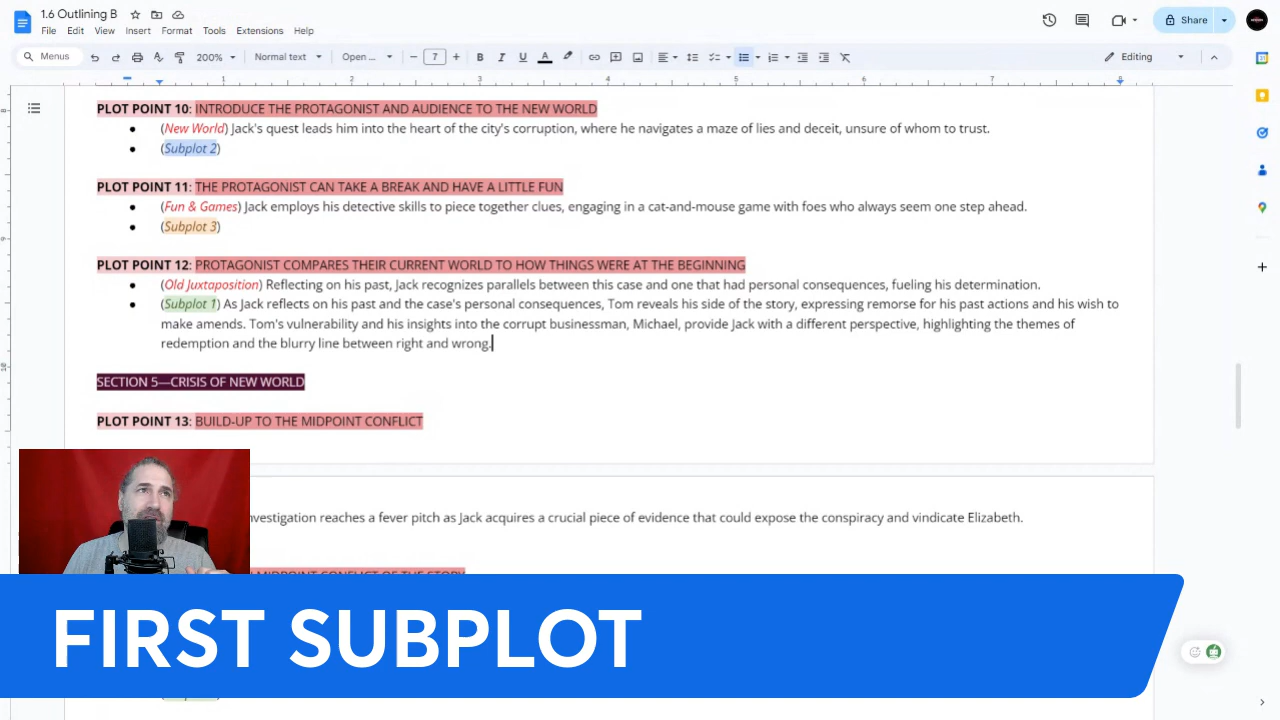 1.6 Outlining B
File Edit View Insert Format Tools Extensions Help
Share
Menus
200%
Normal text
Open ...
7
Editing
1 2 3 4 5 6 7
PLOT POINT 10: INTRODUCE THE PROTAGONIST AND AUDIENCE TO THE NEW WORLD
● (New World) Jack's quest leads him into the heart of the city's corruption, where he navigates a maze of lies and deceit, unsure of whom to trust.
● (Subplot 2)
PLOT POINT 11: THE PROTAGONIST CAN TAKE A BREAK AND HAVE A LITTLE FUN
● (Fun & Games) Jack employs his detective skills to piece together clues, engaging in a cat-and-mouse game with foes who always seem one step ahead.
● (Subplot 3)
PLOT POINT 12: PROTAGONIST COMPARES THEIR CURRENT WORLD TO HOW THINGS WERE AT THE BEGINNING
● (Old Juxtaposition) Reflecting on his past, Jack recognizes parallels between this case and one that had personal consequences, fueling his determination.
● (Subplot 1) As Jack reflects on his past and the case's personal consequences, Tom reveals his side of the story, expressing remorse for his past actions and his wish to
make amends. Tom's vulnerability and his insights into the corrupt businessman, Michael, provide Jack with a different perspective, highlighting the themes of
redemption and the blurry line between right and wrong.
SECTION 5—CRISIS OF NEW WORLD
PLOT POINT 13: BUILD-UP TO THE MIDPOINT CONFLICT
nvestigation reaches a fever pitch as Jack acquires a crucial piece of evidence that could expose the conspiracy and vindicate Elizabeth.
MIDPOINT CONFLICT OF THE STORY
FIRST SUBPLOT